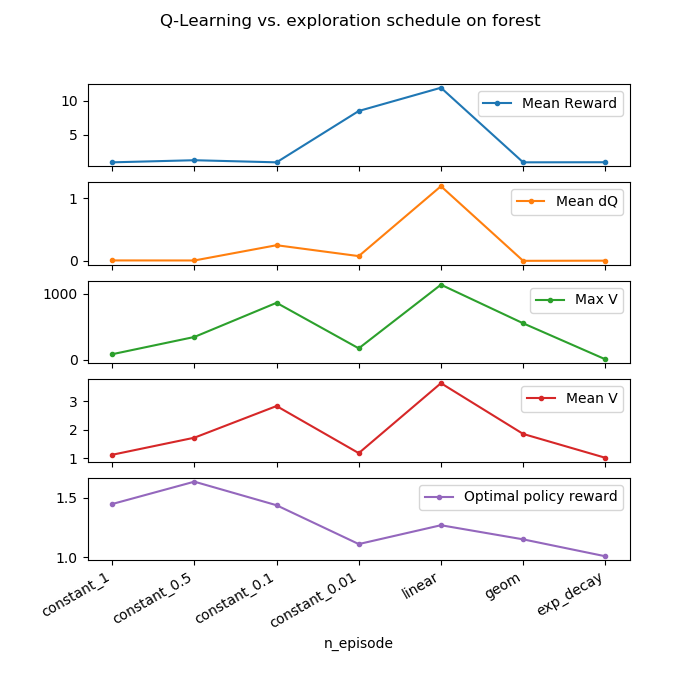 Q-Learning vs. exploration schedule on forest
10
5
Mean Reward
1
0
Mean dQ
1000
0
Max V
3
2
1
Mean V
1.5
1.0
Optimal policy reward
constant_1
constant_0.5
constant_0.1
constant_0.01
linear
geom
exp_decay
n_episode